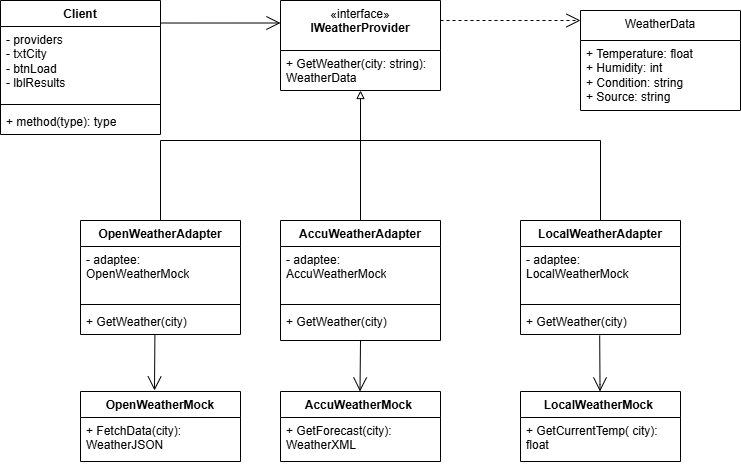 Client
- providers
- txtCity
- btnLoad
- lblResults
+ method(type): type
«interface»
IWeatherProvider
+ GetWeather(city: string):
WeatherData
WeatherData
+ Temperature: float
+ Humidity: int
+ Condition: string
+ Source: string
OpenWeatherAdapter
- adaptee:
OpenWeatherMock
+ GetWeather(city)
AccuWeatherAdapter
- adaptee:
AccuWeatherMock
+ GetWeather(city)
LocalWeatherAdapter
- adaptee:
LocalWeatherMock
+ GetWeather(city)
OpenWeatherMock
+ FetchData(city):
WeatherJSON
AccuWeatherMock
+ GetForecast(city):
WeatherXML
LocalWeatherMock
+ GetCurrentTemp( city):
float